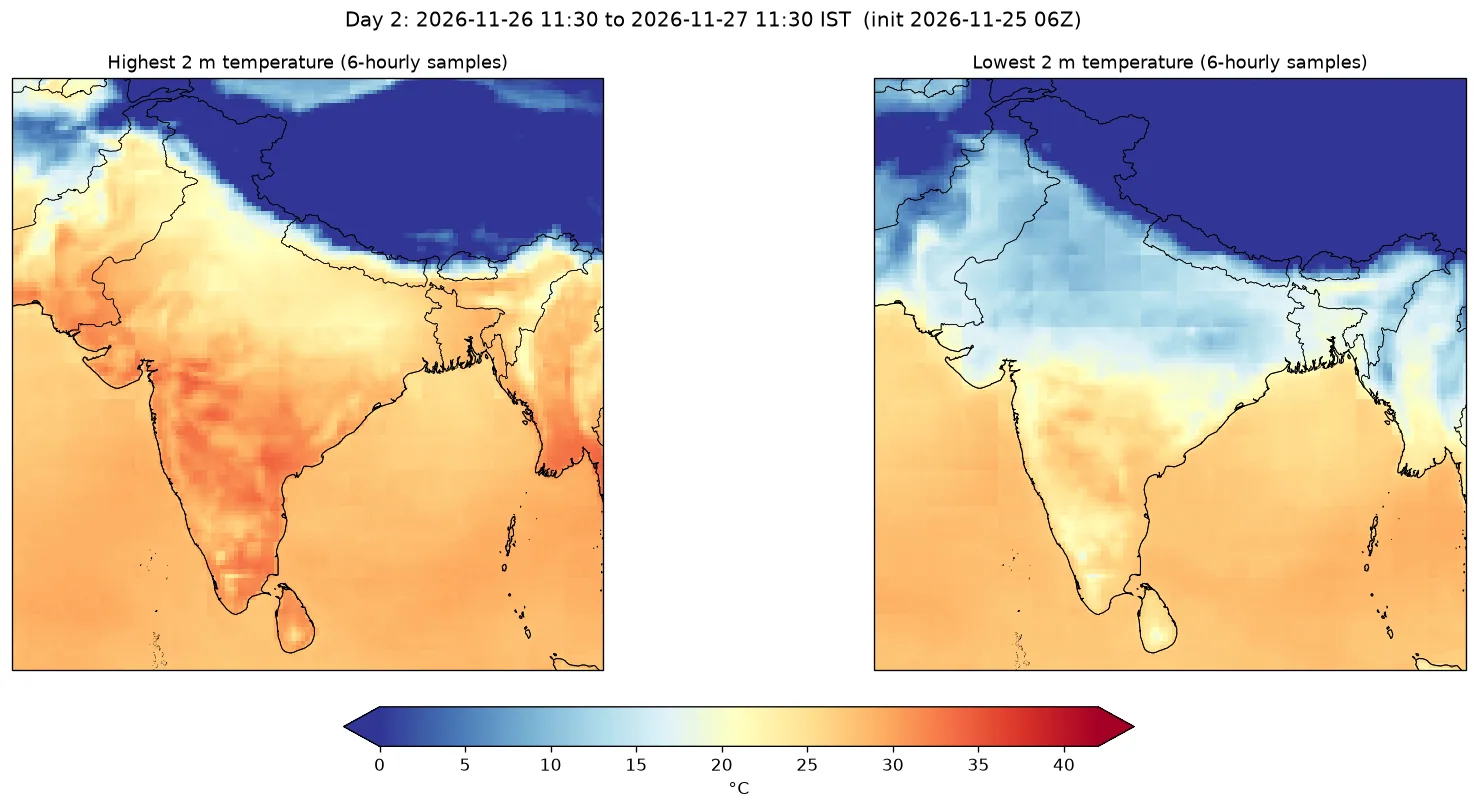 Day 2: 2026-11-26 11:30 to 2026-11-27 11:30 IST  (init 2026-11-25 06Z)
Highest 2 m temperature (6-hourly samples)
Lowest 2 m temperature (6-hourly samples)
0 5 10 15 20 25 30 35 40
°C